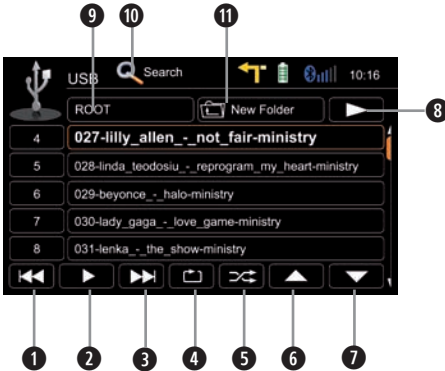 9 10 11
USB Search 10:16
ROOT New Folder 8
4 027-lilly_allen_-_not_fair-ministry
5 028-linda_teodosiu_-_reprogram_my_heart-ministry
6 029-beyonce_-_halo-ministry
7 030-lady_gaga_-_love_game-ministry
8 031-lenka_-_the_show-ministry
1 2 3 4 5 6 7